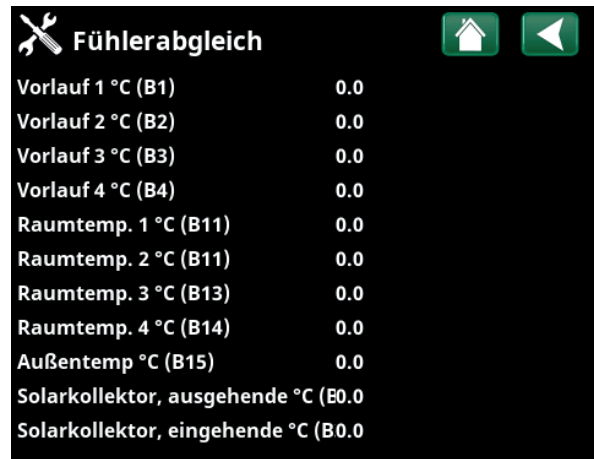 Fühlerabgleich
Vorlauf 1 °C (B1) 0.0
Vorlauf 2 °C (B2) 0.0
Vorlauf 3 °C (B3) 0.0
Vorlauf 4 °C (B4) 0.0
Raumtemp. 1 °C (B11) 0.0
Raumtemp. 2 °C (B11) 0.0
Raumtemp. 3 °C (B13) 0.0
Raumtemp. 4 °C (B14) 0.0
Außentemp °C (B15) 0.0
Solarkollektor, ausgehende °C (B0.0
Solarkollektor, eingehende °C (B.0.0